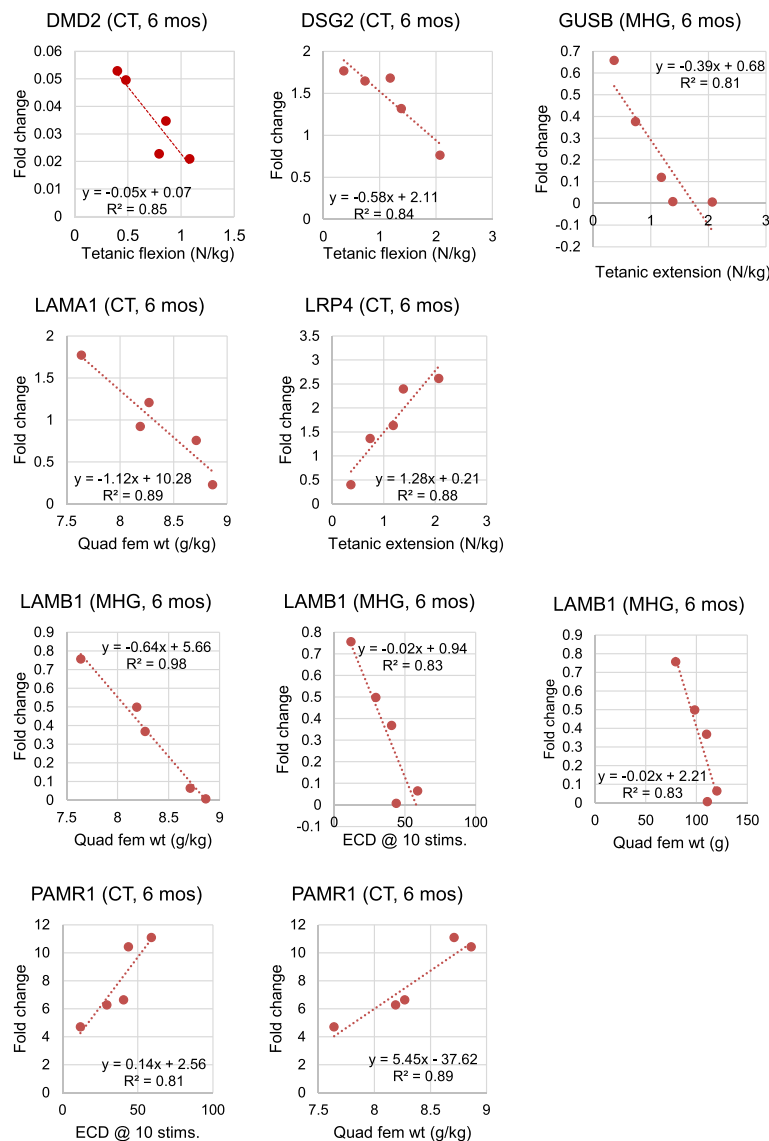 DMD2 (CT, 6 mos)
0.06
0.05
0.04
0.03
0.02
0.01
0
Fold change
y = -0.05x + 0.07
R² = 0.85
0 0.5 1 1.5
Tetanic flexion (N/kg)
DSG2 (CT, 6 mos)
2
1.5
1
0.5
0
Fold change
y = -0.58x + 2.11
R² = 0.84
0 1 2 3
Tetanic flexion (N/kg)
GUSB (MHG, 6 mos)
0.7
0.6
0.5
0.4
0.3
0.2
0.1
0
-0.1
-0.2
Fold change
y = -0.39x + 0.68
R² = 0.81
0 1 2 3
Tetanic extension (N/kg)
LAMA1 (CT, 6 mos)
2
1.5
1
0.5
0
Fold change
y = -1.12x + 10.28
R² = 0.89
7.5 8 8.5 9
Quad fem wt (g/kg)
LRP4 (CT, 6 mos)
3.5
3
2.5
2
1.5
1
0.5
0
Fold change
y = 1.28x + 0.21
R² = 0.88
0 1 2 3
Tetanic extension (N/kg)
LAMB1 (MHG, 6 mos)
0.9
0.8
0.7
0.6
0.5
0.4
0.3
0.2
0.1
0
Fold change
y = -0.64x + 5.66
R² = 0.98
7.5 8 8.5 9
Quad fem wt (g/kg)
LAMB1 (MHG, 6 mos)
0.8
0.7
0.6
0.5
0.4
0.3
0.2
0.1
0
-0.1
Fold change
y = -0.02x + 0.94
R² = 0.83
0 50 100
ECD @ 10 stims.
LAMB1 (MHG, 6 mos)
0.9
0.8
0.7
0.6
0.5
0.4
0.3
0.2
0.1
0
Fold change
y = -0.02x + 2.21
R² = 0.83
0 50 100 150
Quad fem wt (g)
PAMR1 (CT, 6 mos)
12
10
8
6
4
2
0
Fold change
y = 0.14x + 2.56
R² = 0.81
0 50 100
ECD @ 10 stims.
PAMR1 (CT, 6 mos)
12
10
8
6
4
2
0
Fold change
y = 5.45x - 37.62
R² = 0.89
7.5 8 8.5 9
Quad fem wt (g/kg)